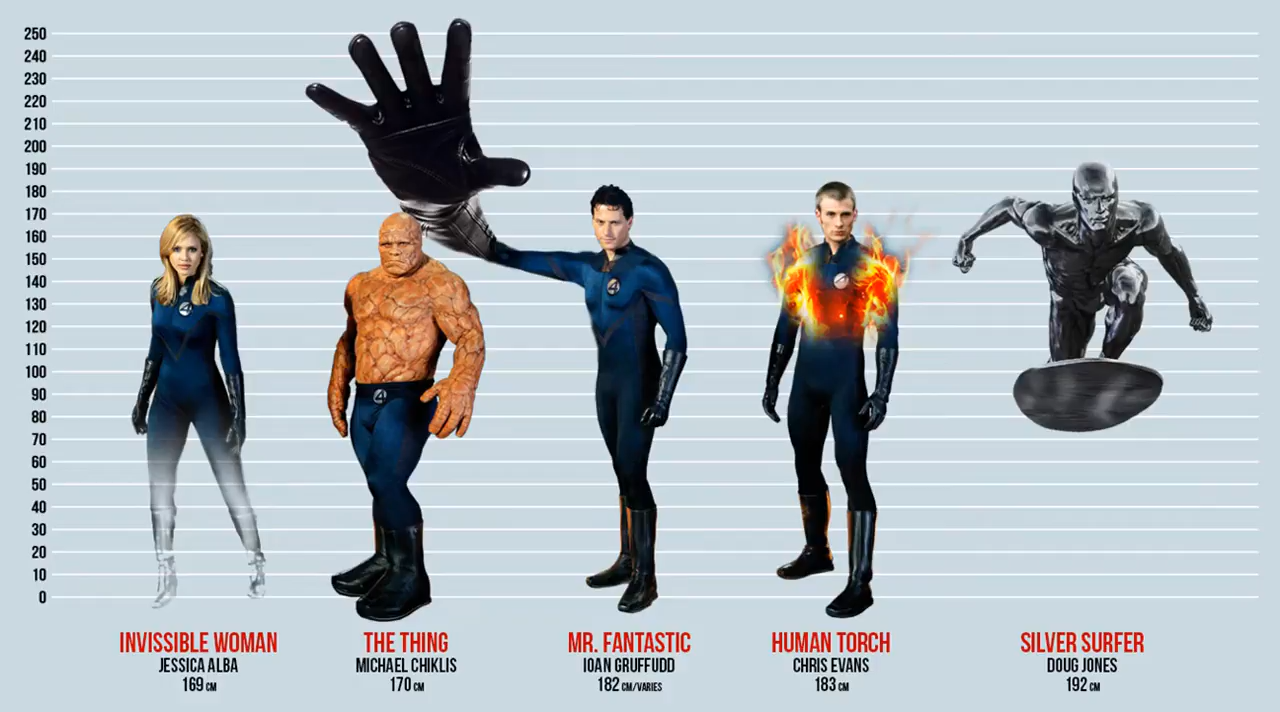 250
240
230
220
210
200
190
180
170
160
150
140
130
120
110
100
90
80
70
60
50
40
30
20
10
0
4
4
4
INVISSIBLE WOMAN
JESSICA ALBA
169 CM
THE THING
MICHAEL CHIKLIS
170 CM
MR. FANTASTIC
IOAN GRUFFUDD
182 CM/VARIES
HUMAN TORCH
CHRIS EVANS
183 CM
SILVER SURFER
DOUG JONES
192 CM